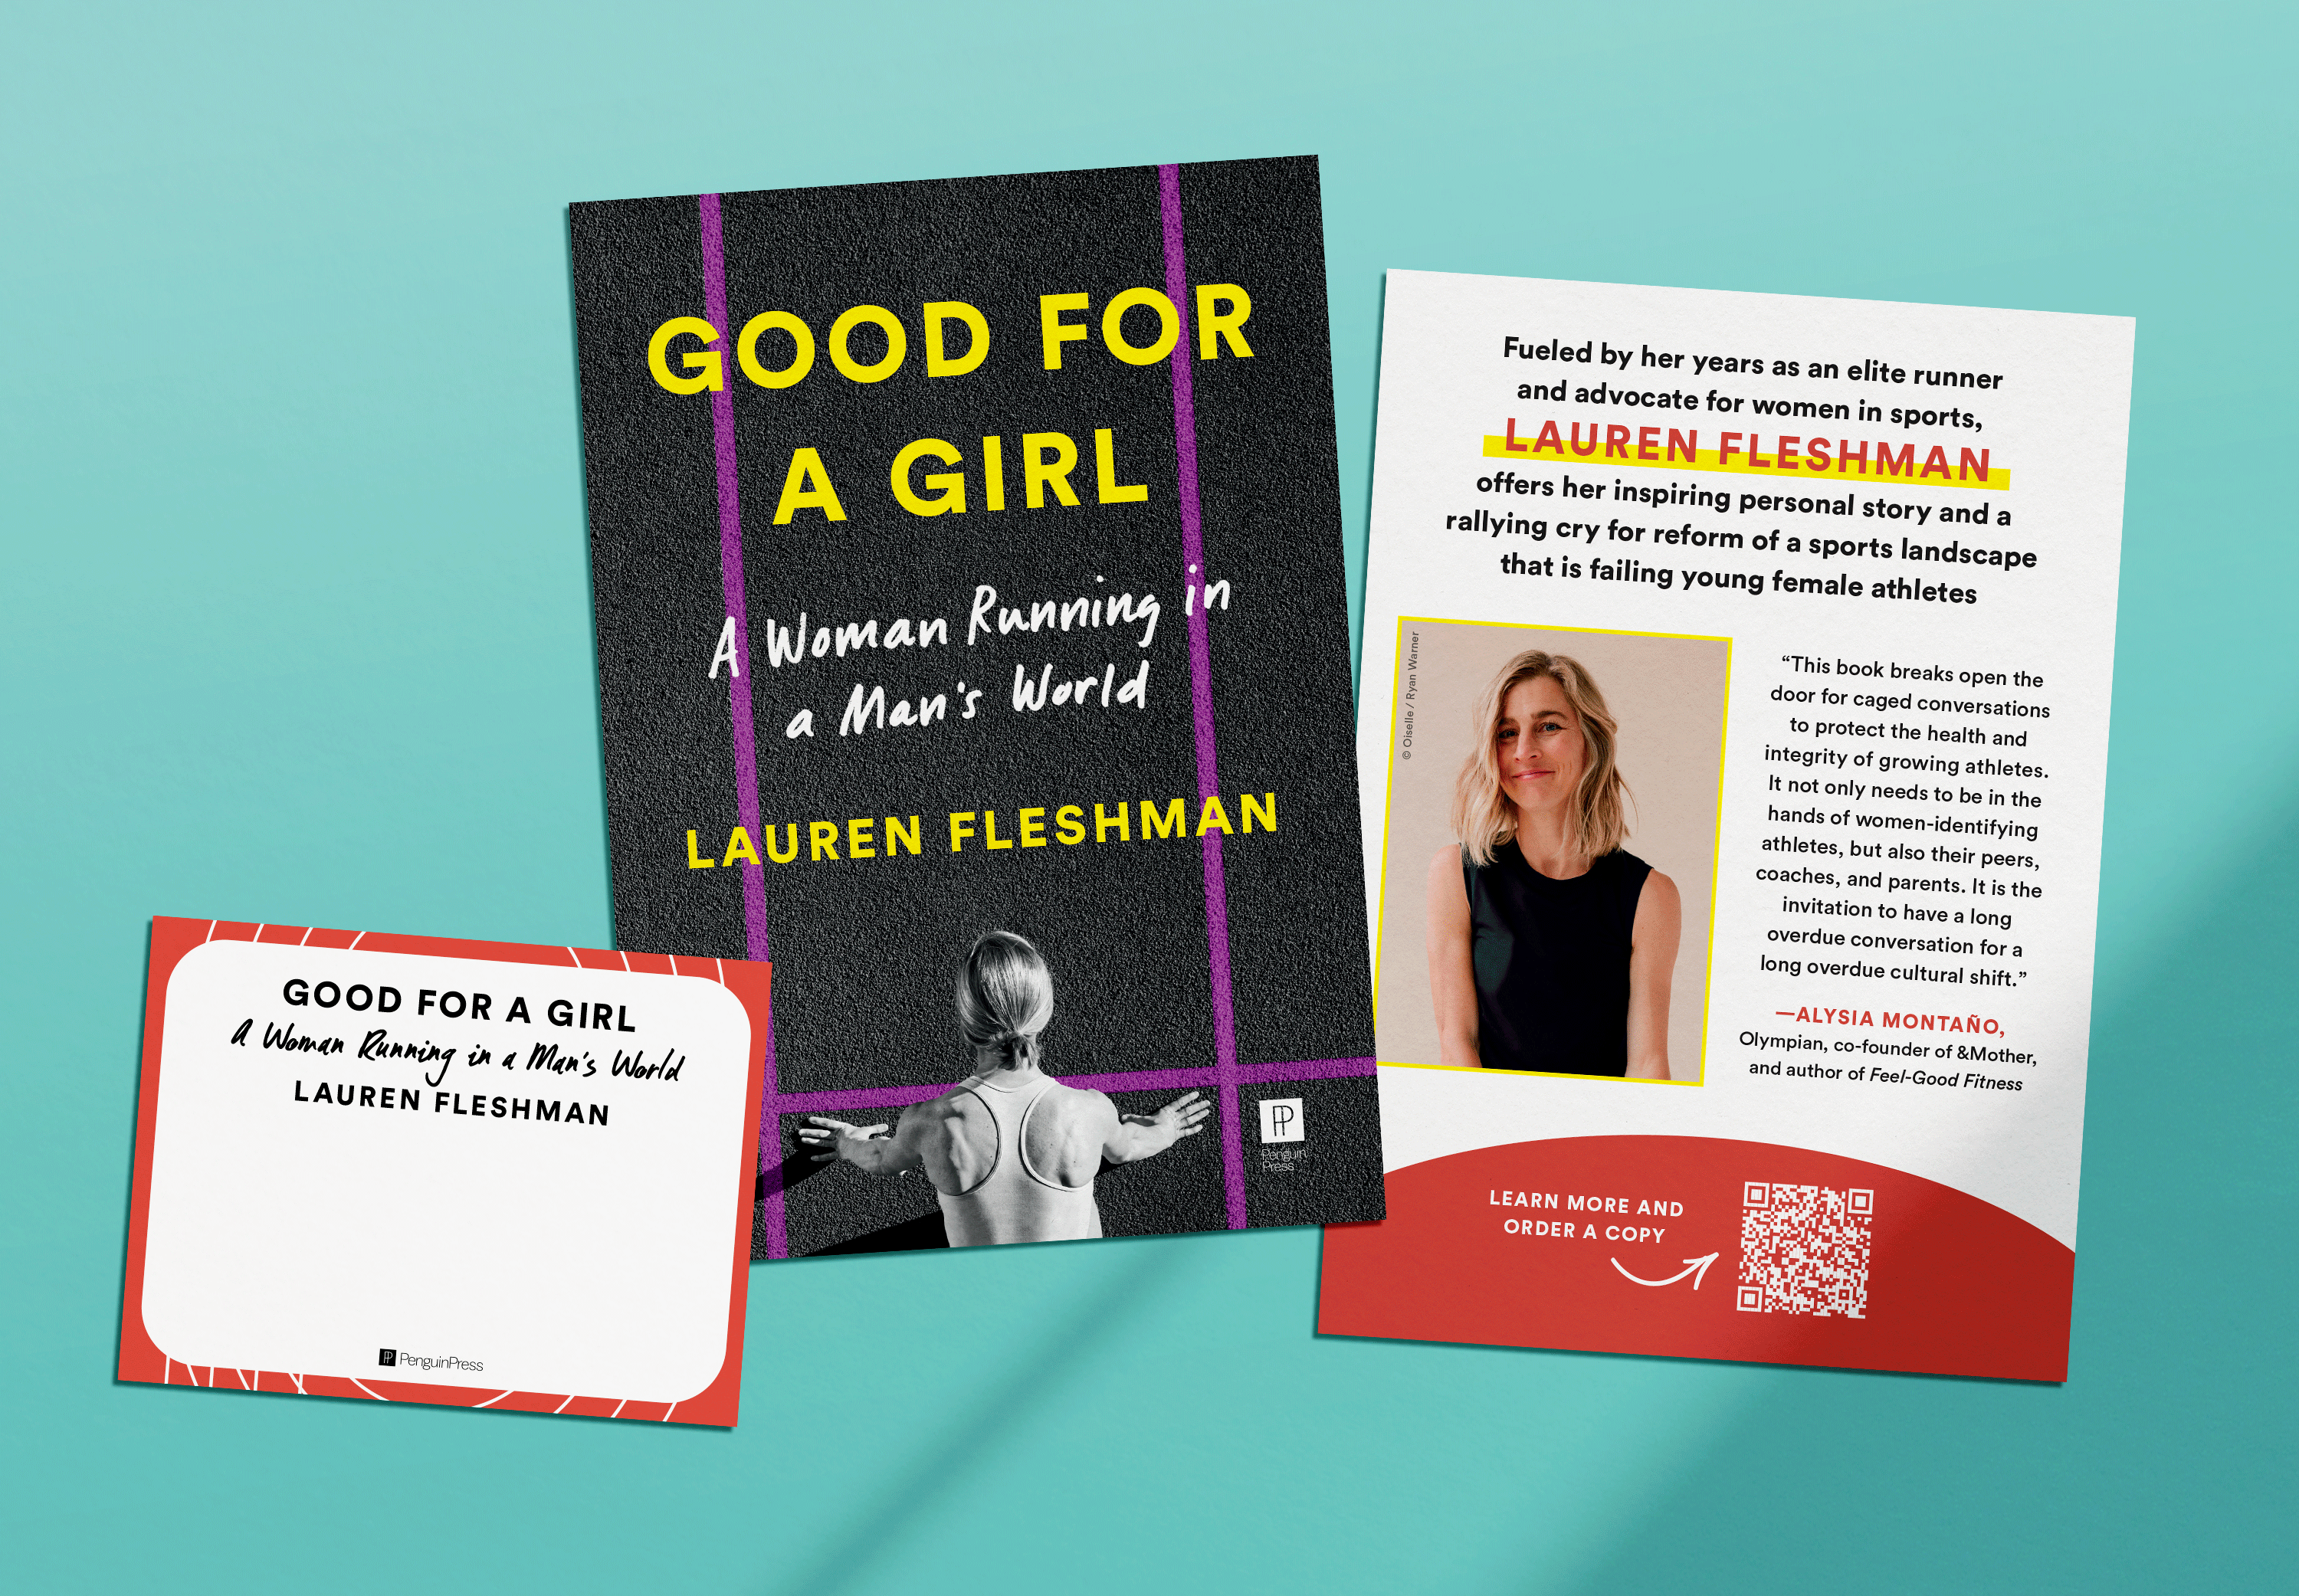 GOOD FOR
A GIRL
A Woman Running in
a Man's World
LAUREN FLESHMAN
Penguin
Press
Fueled by her years as an elite runner
and advocate for women in sports,
LAUREN FLESHMAN
offers her inspiring personal story and a
rallying cry for reform of a sports landscape
that is failing young female athletes
© Oiselle / Ryan Warner
“This book breaks open the
door for caged conversations
to protect the health and
integrity of growing athletes.
It not only needs to be in the
hands of women-identifying
athletes, but also their peers,
coaches, and parents. It is the
invitation to have a long
overdue conversation for a
long overdue cultural shift.”
—ALYSIA MONTAÑO,
Olympian, co-founder of &Mother,
and author of Feel-Good Fitness
LEARN MORE AND
ORDER A COPY
GOOD FOR A GIRL
A Woman Running in a Man's World
LAUREN FLESHMAN
PenguinPress